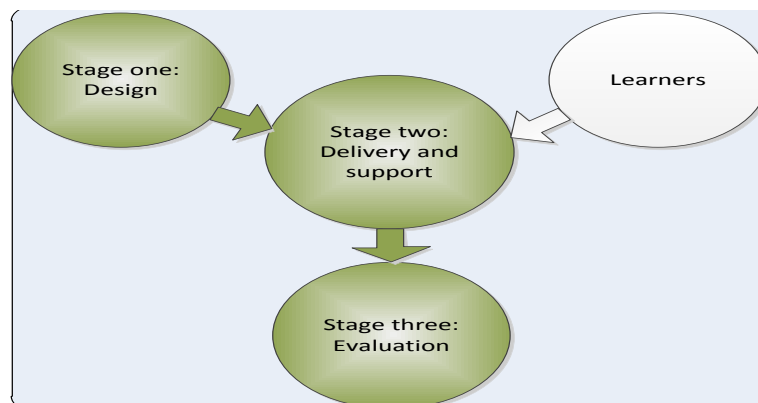 Stage one:
Design
Learners
Stage two:
Delivery and
support
Stage three:
Evaluation